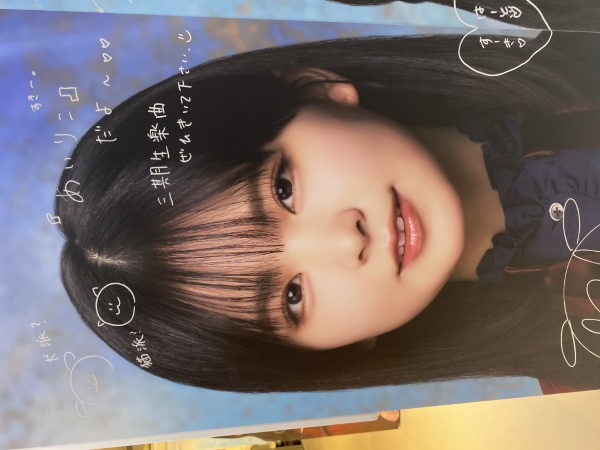 犬派？
すきー。
『あいりこ』
だよ～♡♡
猫派？
三期生楽曲
ぜひきいて下さい
はーと
すーき♡